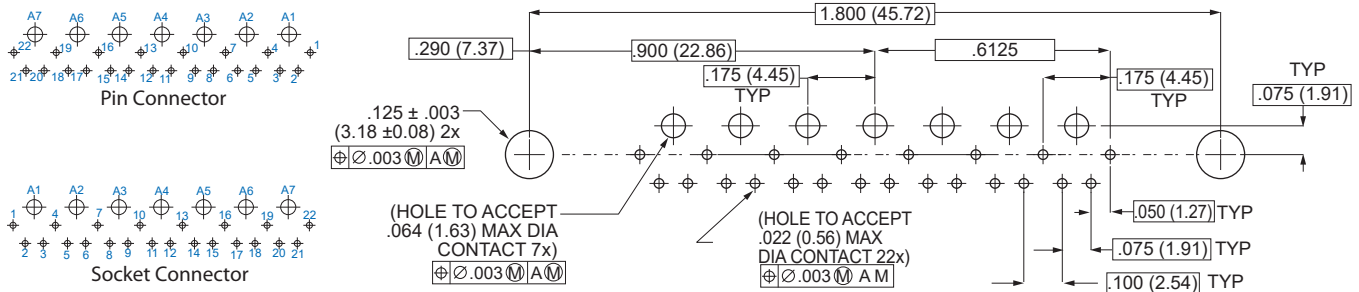 A7 A6 A5 A4 A3 A2 A1
22 19 16 13 10 7 4 1
21 20 18 17 15 14 12 11 9 8 6 5 3 2
Pin Connector
A1 A2 A3 A4 A5 A6 A7
1 4 7 10 13 16 19 22
2 3 5 6 8 9 11 12 14 15 17 18 20 21
Socket Connector
1.800 (45.72)
.290 (7.37)
.900 (22.86)
.6125
.175 (4.45)
TYP
.175 (4.45)
TYP
TYP
.075 (1.91)
.125 ± .003
(3.18 ±0.08) 2x
⌖ ∅.003 Ⓜ A Ⓜ
(HOLE TO ACCEPT
.064 (1.63) MAX DIA
CONTACT 7x)
⌖ ∅.003 Ⓜ A Ⓜ
(HOLE TO ACCEPT
.022 (0.56) MAX
DIA CONTACT 22x)
⌖ ∅.003 Ⓜ A M
.050 (1.27) TYP
.075 (1.91) TYP
.100 (2.54) TYP